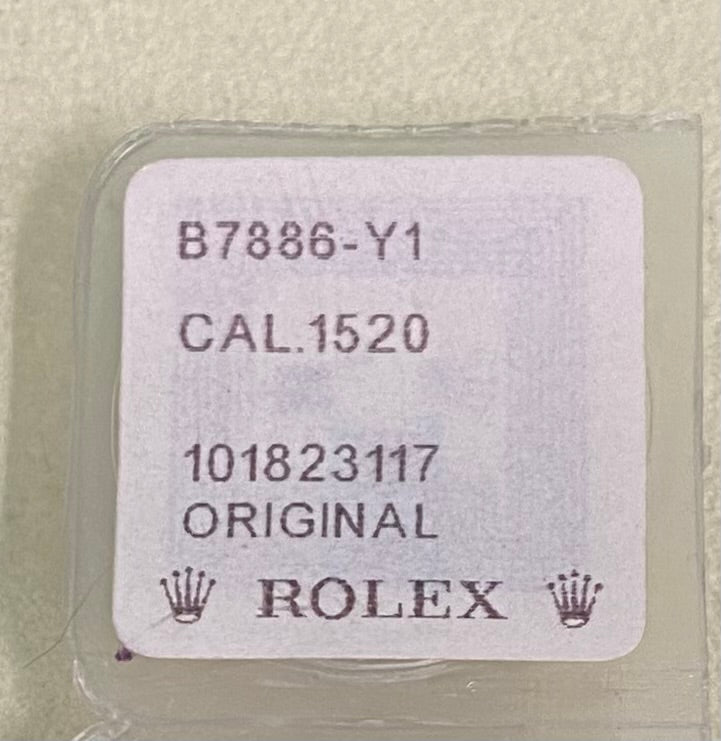 B7886-Y1
CAL.1520
101823117
ORIGINAL
ROLEX